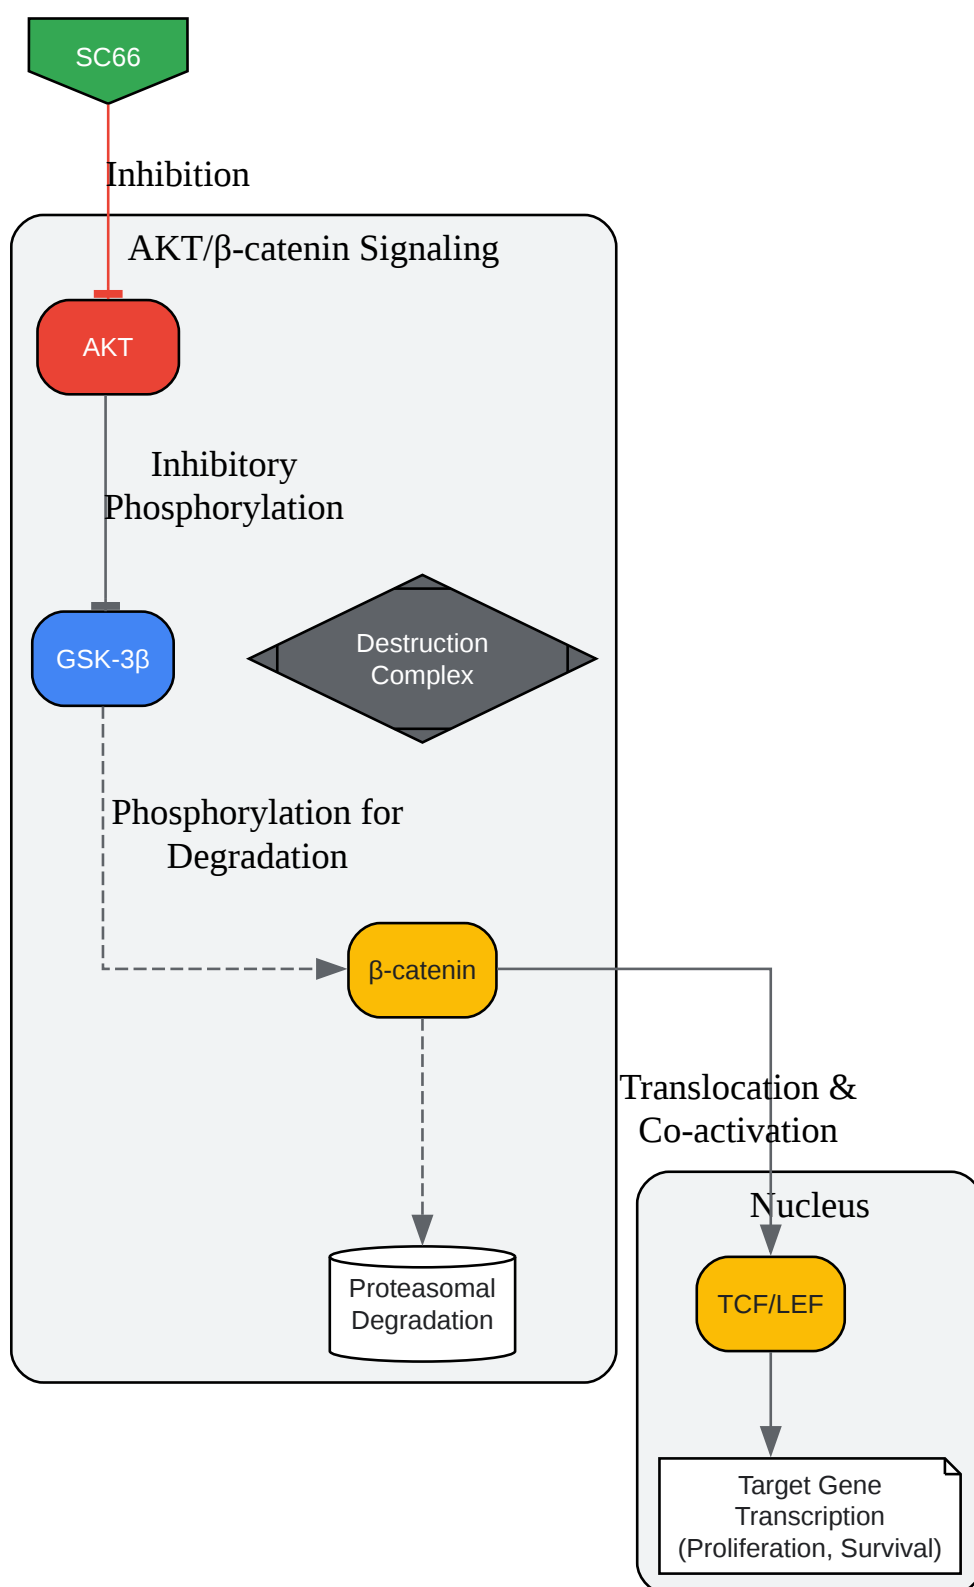 SC66
Inhibition
AKT/β-catenin Signaling
AKT
Inhibitory
Phosphorylation
GSK-3β
Destruction
Complex
Phosphorylation for
Degradation
β-catenin
Translocation &
Co-activation
Nucleus
Proteasomal
Degradation
TCF/LEF
Target Gene
Transcription
(Proliferation, Survival)